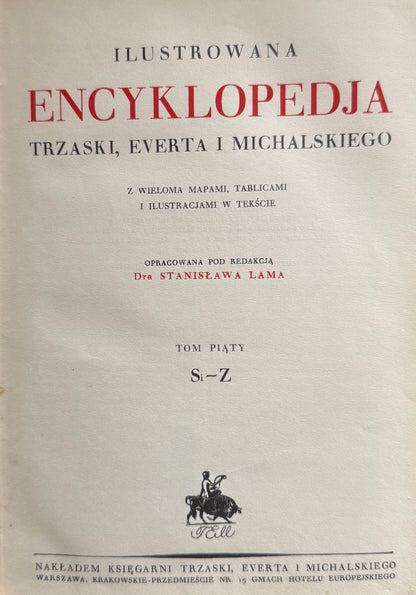 ILUSTROWANA
ENCYKLOPEDJA
TRZASKI, EVERTA I MICHALSKIEGO
Z WIELOMA MAPAMI, TABLICAMI
I ILUSTRACJAMI W TEKŚCIE
OPRACOWANA POD REDAKCJĄ
Dra STANISŁAWA LAMA
TOM PIĄTY
Si–Z
NAKŁADEM KSIĘGARNI TRZASKI, EVERTA I MICHALSKIEGO
WARSZAWA, KRAKOWSKIE-PRZEDMIEŚCIE NR. 15 GMACH HOTELU EUROPEJSKIEGO